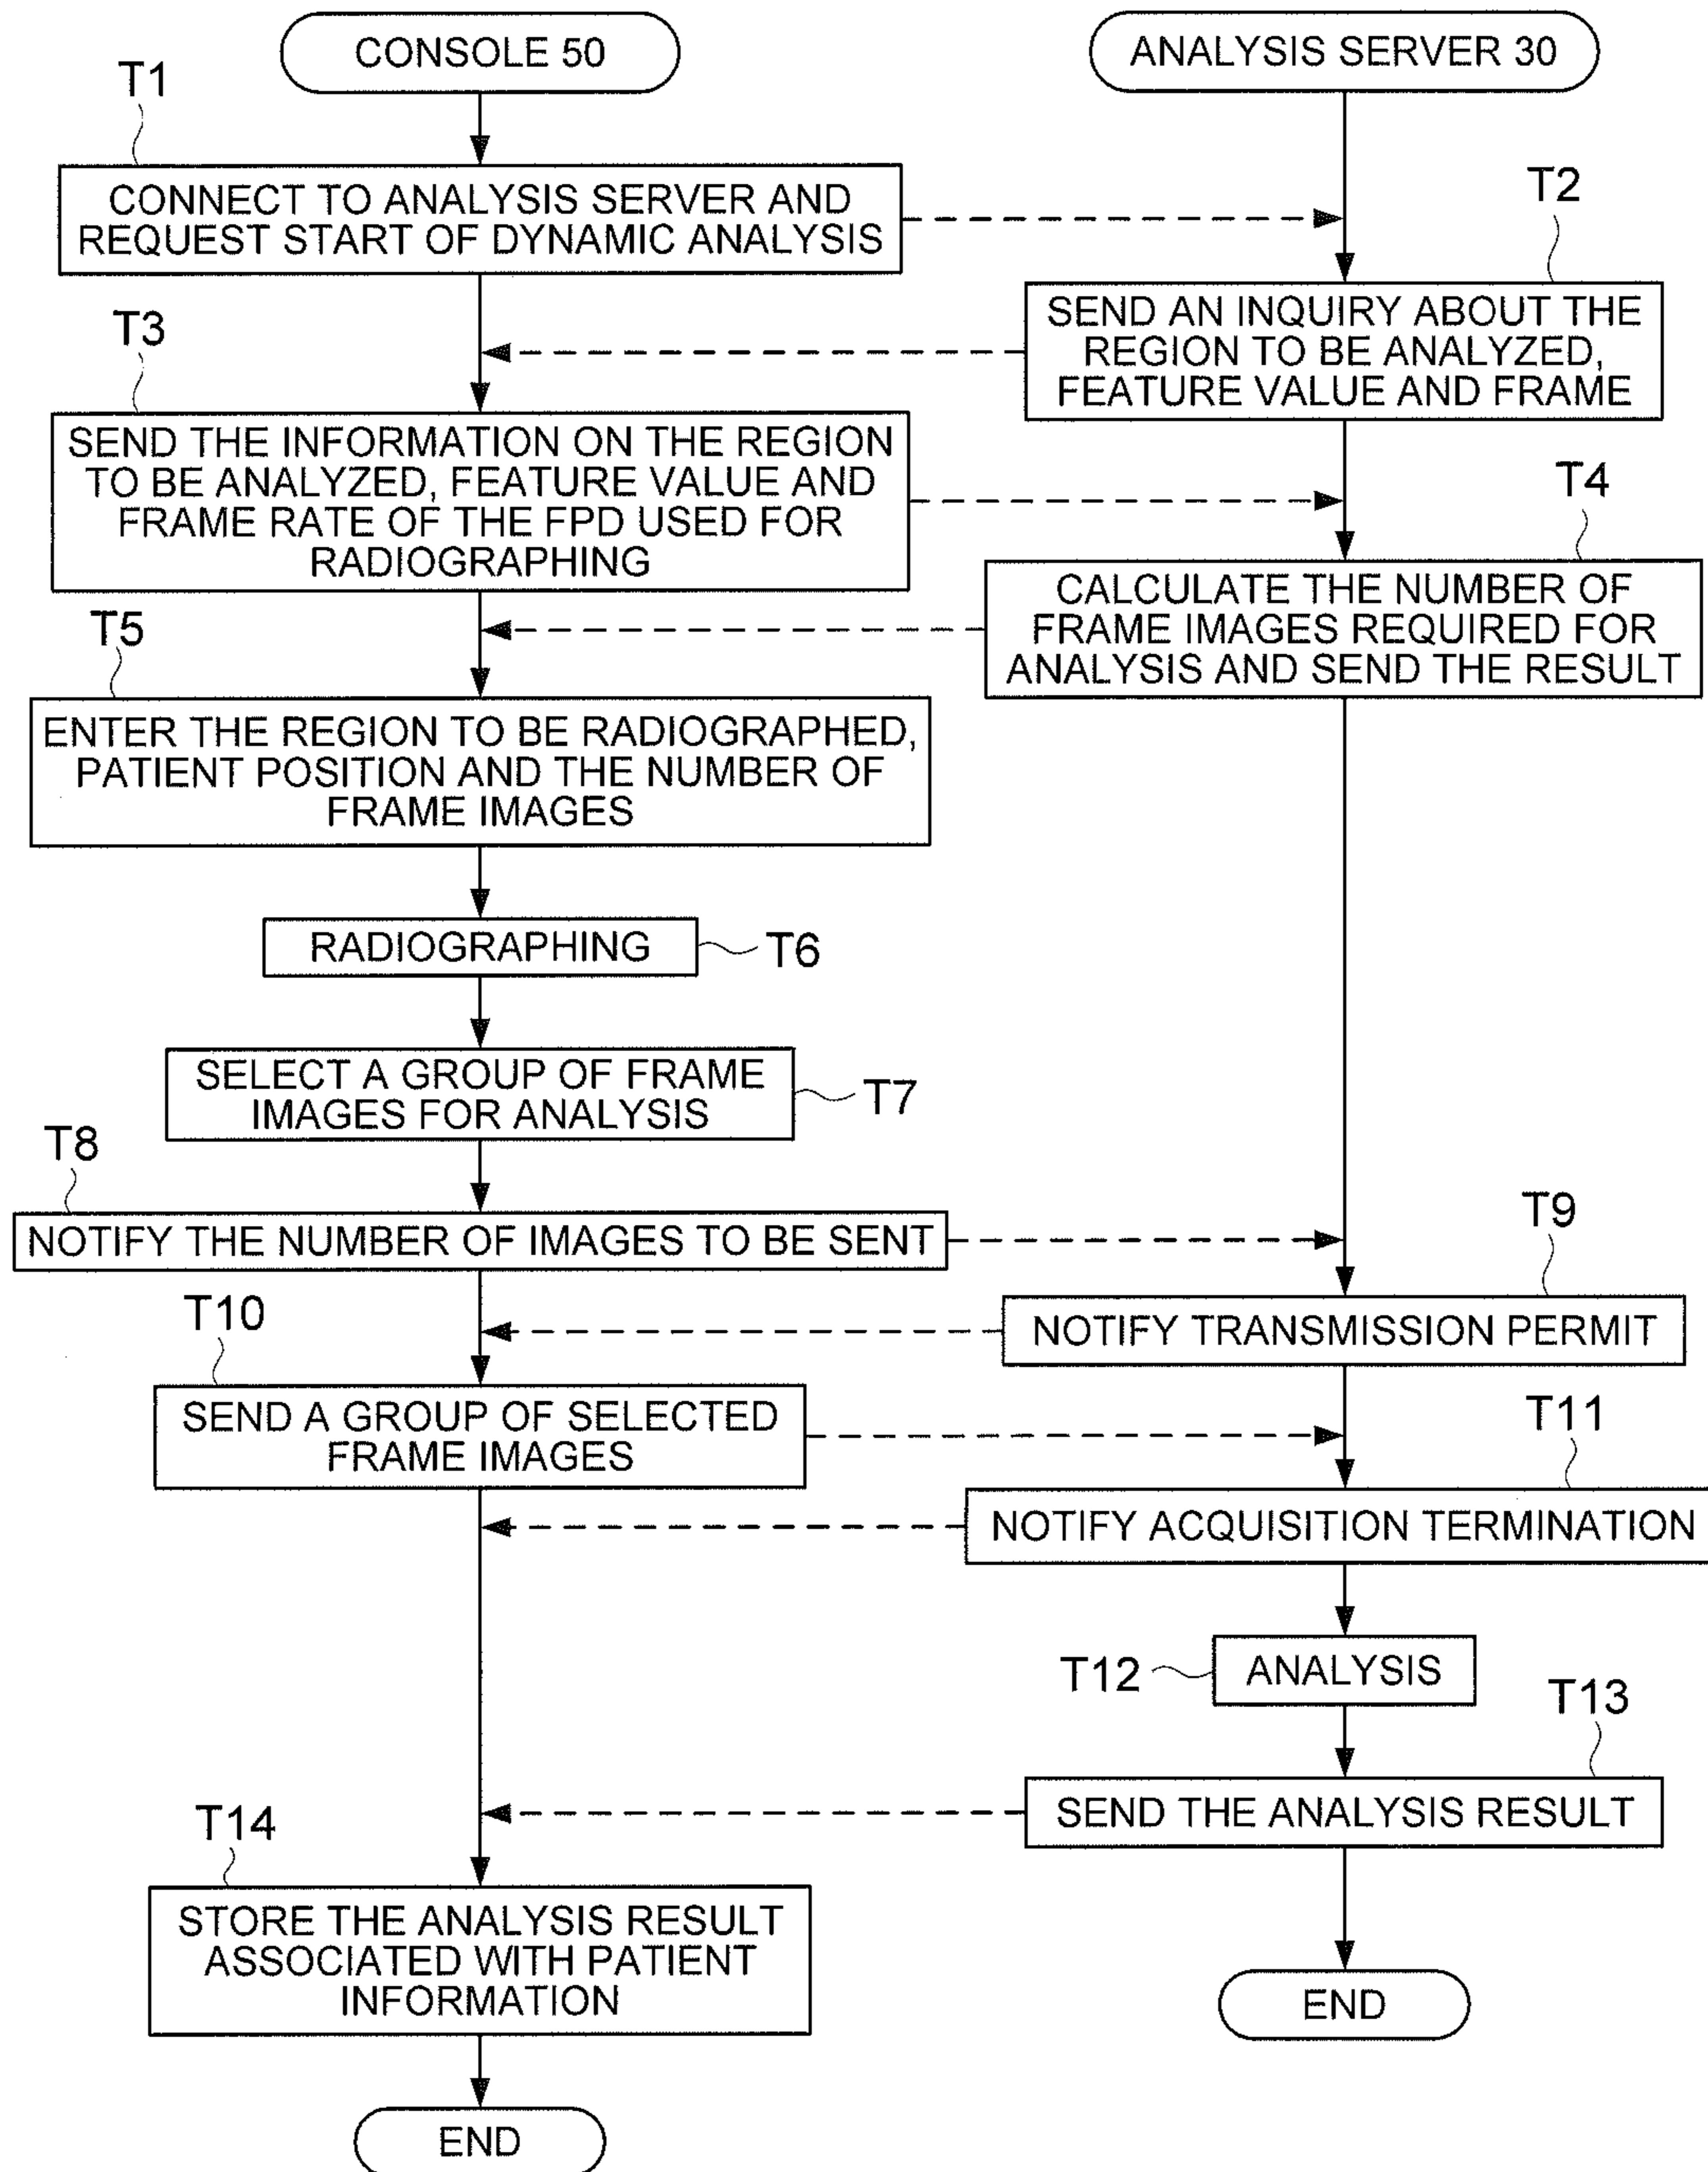 CONSOLE 50
ANALYSIS SERVER 30
T1
CONNECT TO ANALYSIS SERVER AND
REQUEST START OF DYNAMIC ANALYSIS
T2
SEND AN INQUIRY ABOUT THE
REGION TO BE ANALYZED,
FEATURE VALUE AND FRAME
T3
SEND THE INFORMATION ON THE REGION
TO BE ANALYZED, FEATURE VALUE AND
FRAME RATE OF THE FPD USED FOR
RADIOGRAPHING
T4
CALCULATE THE NUMBER OF
FRAME IMAGES REQUIRED FOR
ANALYSIS AND SEND THE RESULT
T5
ENTER THE REGION TO BE RADIOGRAPHED,
PATIENT POSITION AND THE NUMBER OF
FRAME IMAGES
RADIOGRAPHING
T6
SELECT A GROUP OF FRAME
IMAGES FOR ANALYSIS
T7
T8
NOTIFY THE NUMBER OF IMAGES TO BE SENT
T9
NOTIFY TRANSMISSION PERMIT
T10
SEND A GROUP OF SELECTED
FRAME IMAGES
T11
NOTIFY ACQUISITION TERMINATION
T12
ANALYSIS
T13
SEND THE ANALYSIS RESULT
T14
STORE THE ANALYSIS RESULT
ASSOCIATED WITH PATIENT
INFORMATION
END
END